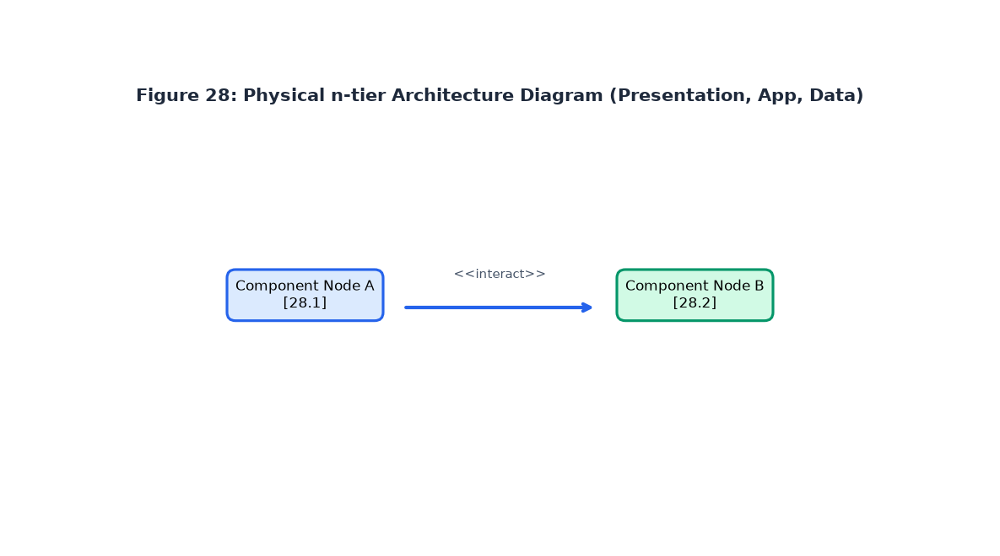 Figure 28: Physical n-tier Architecture Diagram (Presentation, App, Data)
<<interact>>
Component Node A
[28.1]
Component Node B
[28.2]